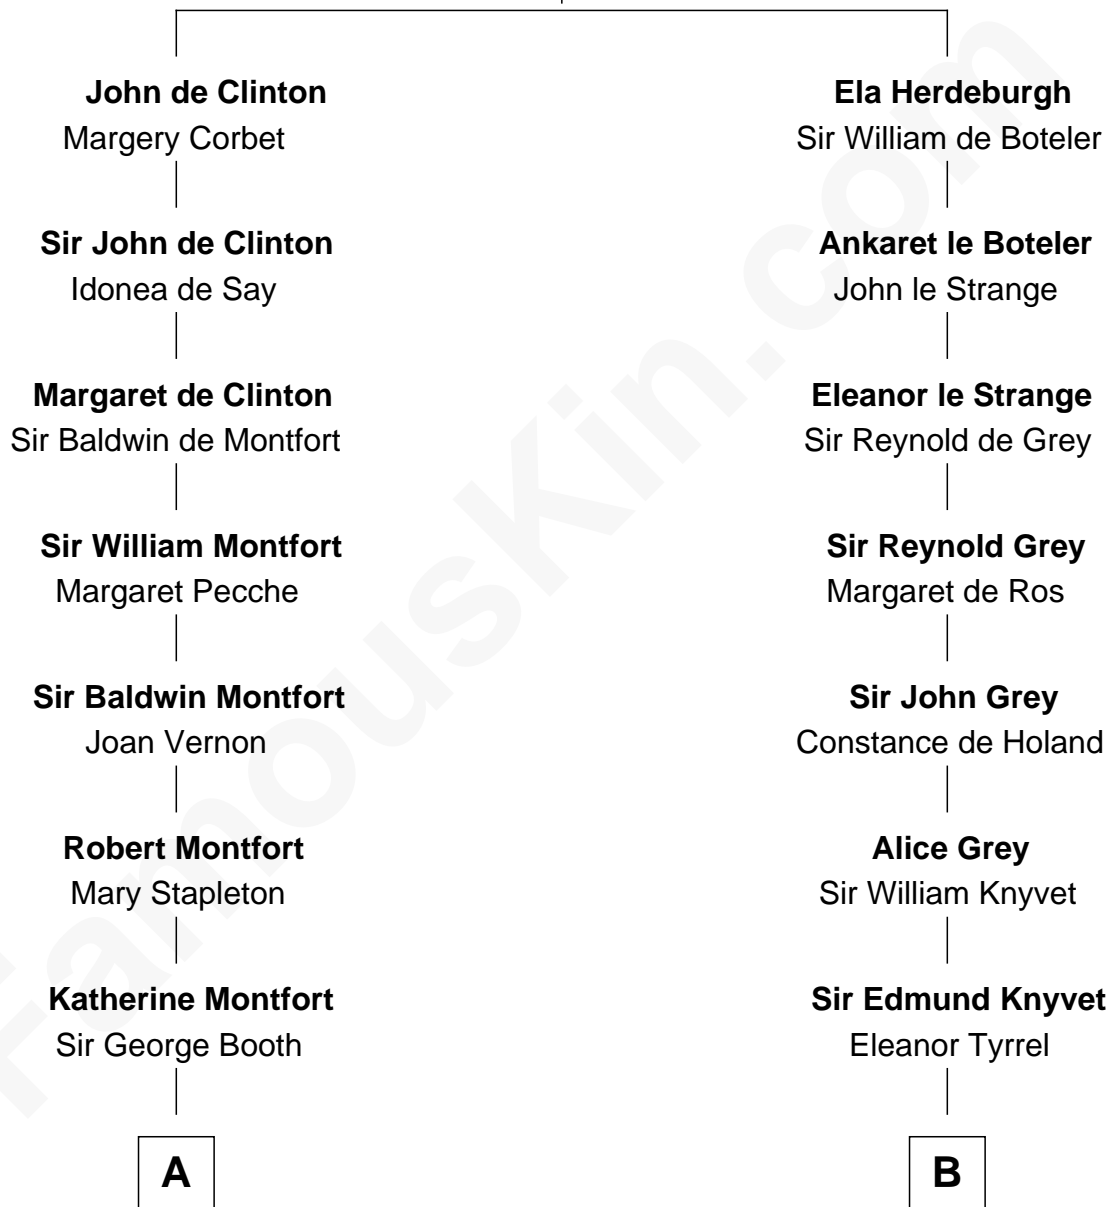 John de Clinton
Margery Corbet
Sir John de Clinton
Idonea de Say
Margaret de Clinton
Sir Baldwin de Montfort
Sir William Montfort
Margaret Pecche
Sir Baldwin Montfort
Joan Vernon
Robert Montfort
Mary Stapleton
Katherine Montfort
Sir George Booth
A
Ela Herdeburgh
Sir William de Boteler
Ankaret le Boteler
John le Strange
Eleanor le Strange
Sir Reynold de Grey
Sir Reynold Grey
Margaret de Ros
Sir John Grey
Constance de Holand
Alice Grey
Sir William Knyvet
Sir Edmund Knyvet
Eleanor Tyrrel
B
FamousKin.com